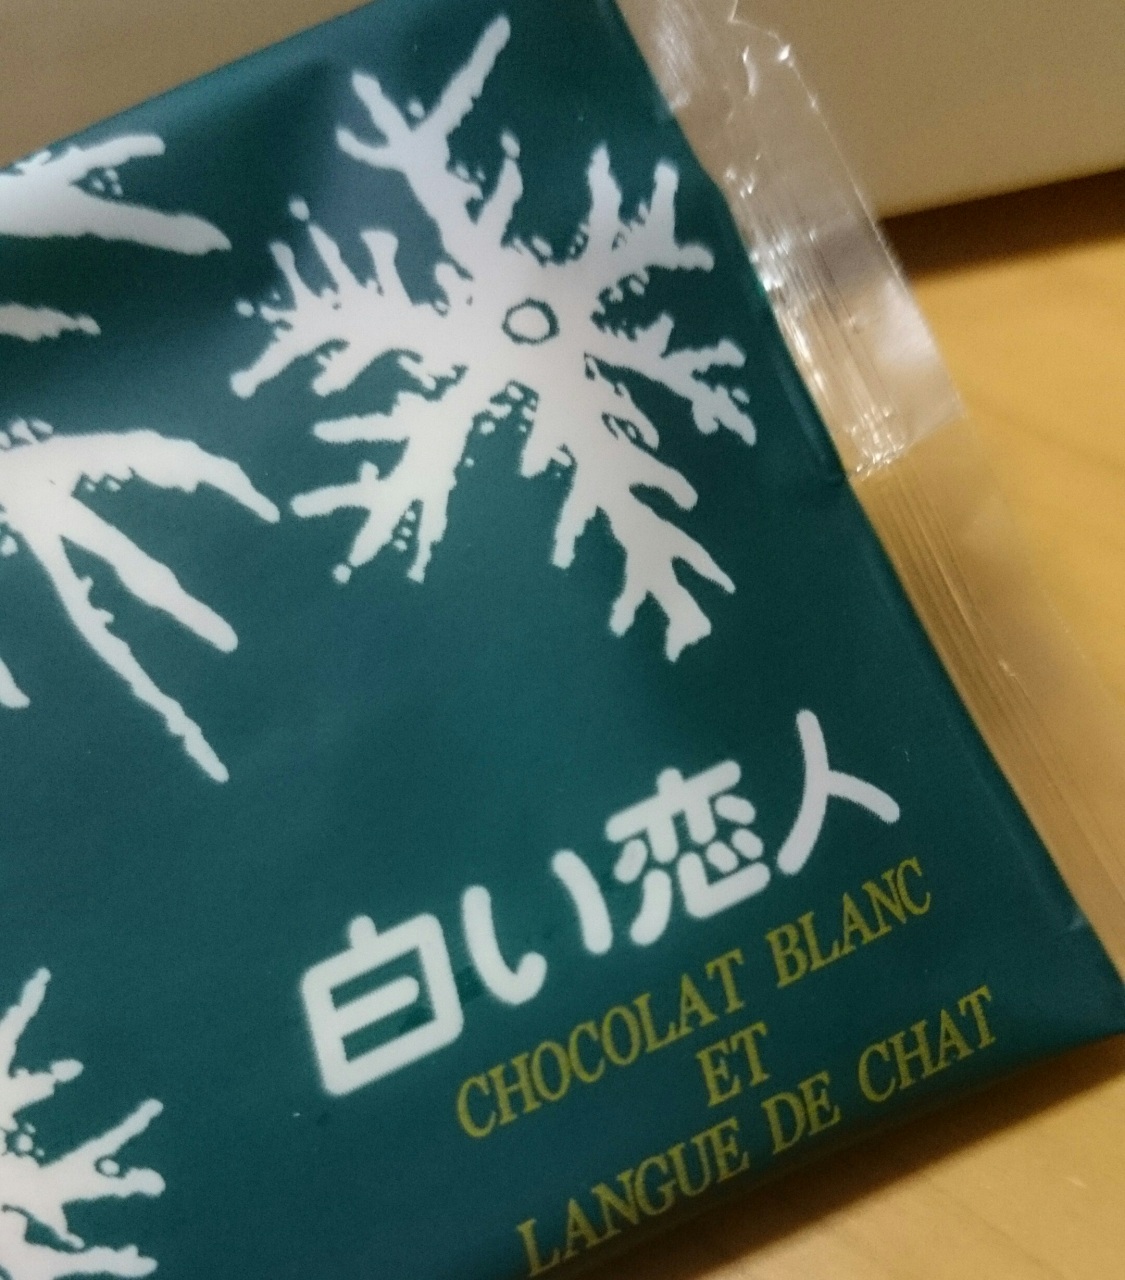 白い恋人
CHOCOLAT BLANC
ET
LANGUE DE CHAT